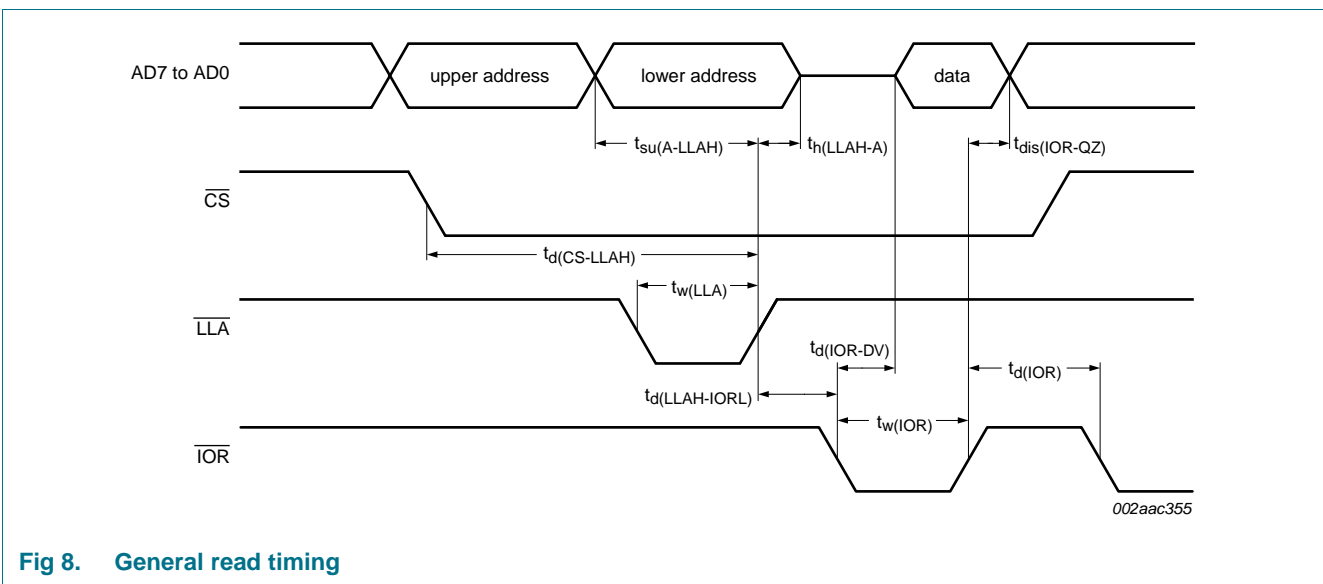 AD7 to AD0
upper address
lower address
data
tsu(A-LLAH)
th(LLAH-A)
tdis(IOR-QZ)
CS
td(CS-LLAH)
tw(LLA)
LLA
td(IOR-DV)
td(IOR)
td(LLAH-IORL)
tw(IOR)
IOR
002aac355
Fig 8. General read timing